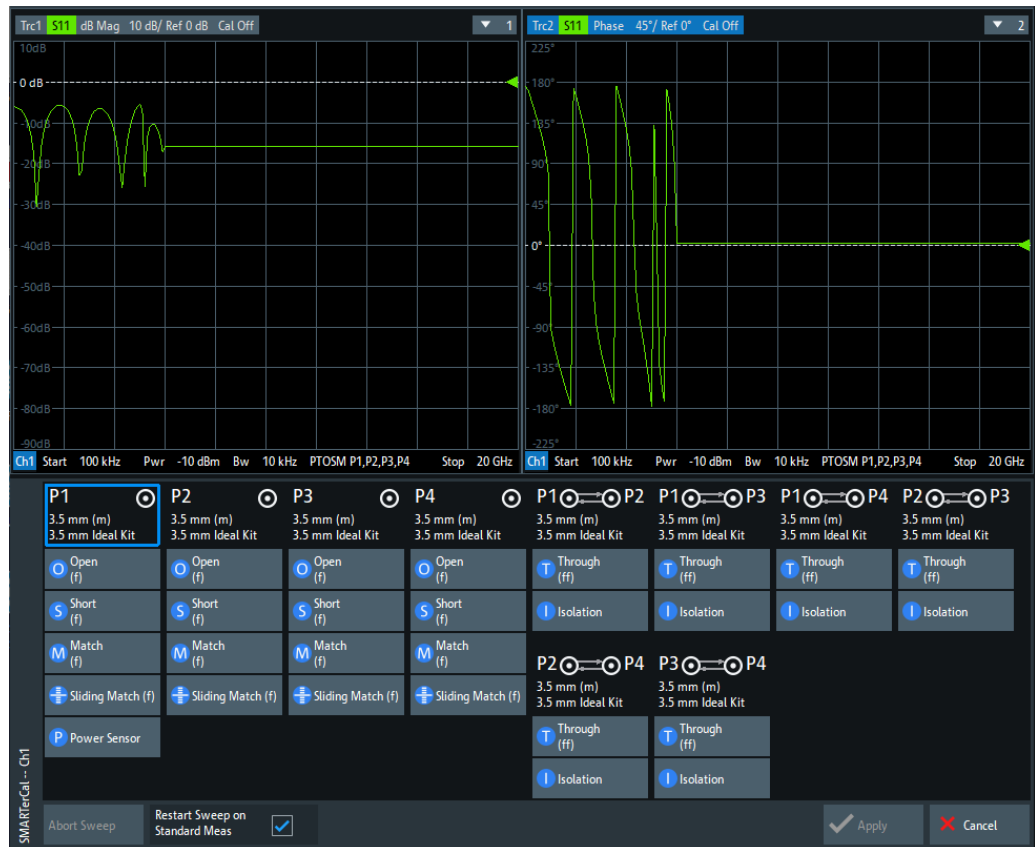 Trc1 S11 dB Mag 10 dB/ Ref 0 dB Cal Off 1
10dB
0 dB
-10dB
-20dB
-30dB
-40dB
-50dB
-60dB
-70dB
-80dB
-90dB
Ch1 Start 100 kHz Pwr -10 dBm Bw 10 kHz PTOSM P1,P2,P3,P4 Stop 20 GHz
Trc2 S11 Phase 45°/ Ref 0° Cal Off 2
225°
180°
135°
90°
45°
0°
-45°
-90°
-135°
-180°
-225°
Ch1 Start 100 kHz Pwr -10 dBm Bw 10 kHz PTOSM P1,P2,P3,P4 Stop 20 GHz
SMARTerCal -- Ch1
P1
3.5 mm (m)
3.5 mm Ideal Kit
O Open
(f)
S Short
(f)
M Match
(f)
Sliding Match (f)
P Power Sensor
P2
3.5 mm (m)
3.5 mm Ideal Kit
O Open
(f)
S Short
(f)
M Match
(f)
Sliding Match (f)
P3
3.5 mm (m)
3.5 mm Ideal Kit
O Open
(f)
S Short
(f)
M Match
(f)
Sliding Match (f)
P4
3.5 mm (m)
3.5 mm Ideal Kit
O Open
(f)
S Short
(f)
M Match
(f)
Sliding Match (f)
P1 P2
3.5 mm (m)
3.5 mm Ideal Kit
T Through
(ff)
I Isolation
P1 P3
3.5 mm (m)
3.5 mm Ideal Kit
T Through
(ff)
I Isolation
P1 P4
3.5 mm (m)
3.5 mm Ideal Kit
T Through
(ff)
I Isolation
P2 P3
3.5 mm (m)
3.5 mm Ideal Kit
T Through
(ff)
I Isolation
P2 P4
3.5 mm (m)
3.5 mm Ideal Kit
T Through
(ff)
I Isolation
P3 P4
3.5 mm (m)
3.5 mm Ideal Kit
T Through
(ff)
I Isolation
Abort Sweep
Restart Sweep on
Standard Meas
Apply
Cancel